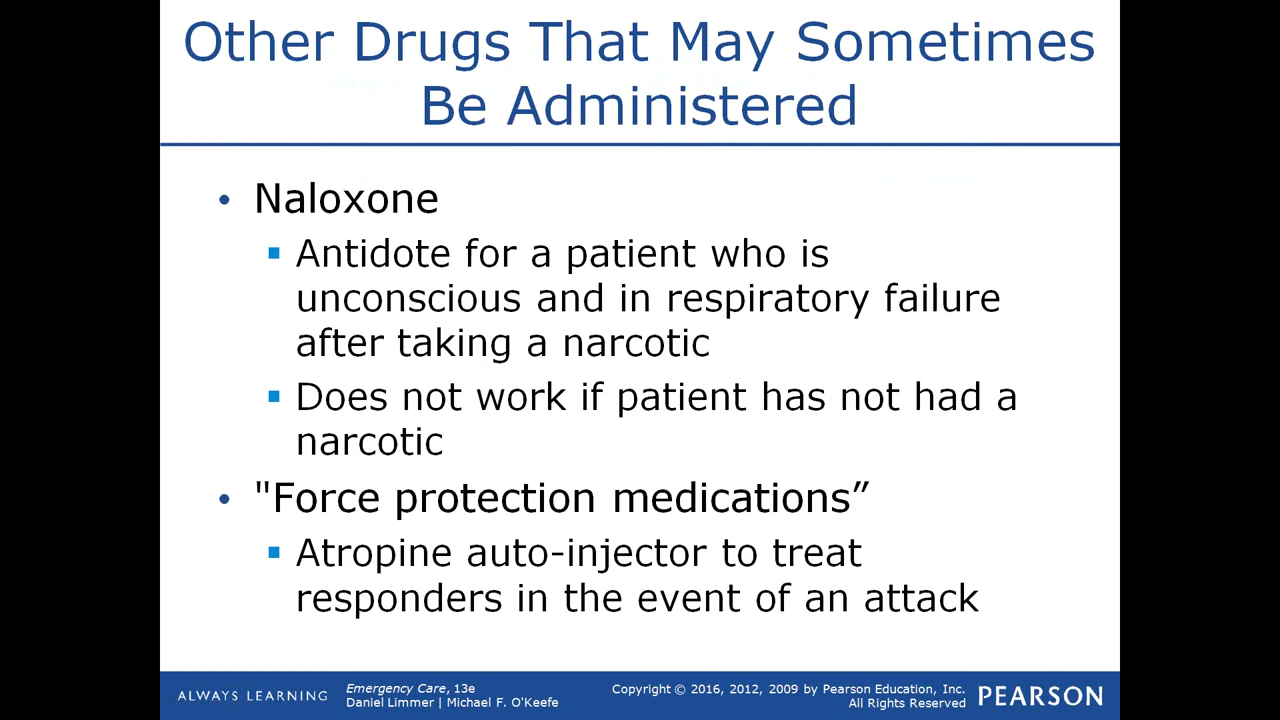 Other Drugs That May Sometimes
Be Administered
• Naloxone
▪ Antidote for a patient who is
unconscious and in respiratory failure
after taking a narcotic
▪ Does not work if patient has not had a
narcotic
• "Force protection medications”
▪ Atropine auto-injector to treat
responders in the event of an attack
ALWAYS LEARNING
Emergency Care, 13e
Daniel Limmer | Michael F. O'Keefe
Copyright © 2016, 2012, 2009 by Pearson Education, Inc.
All Rights Reserved
PEARSON